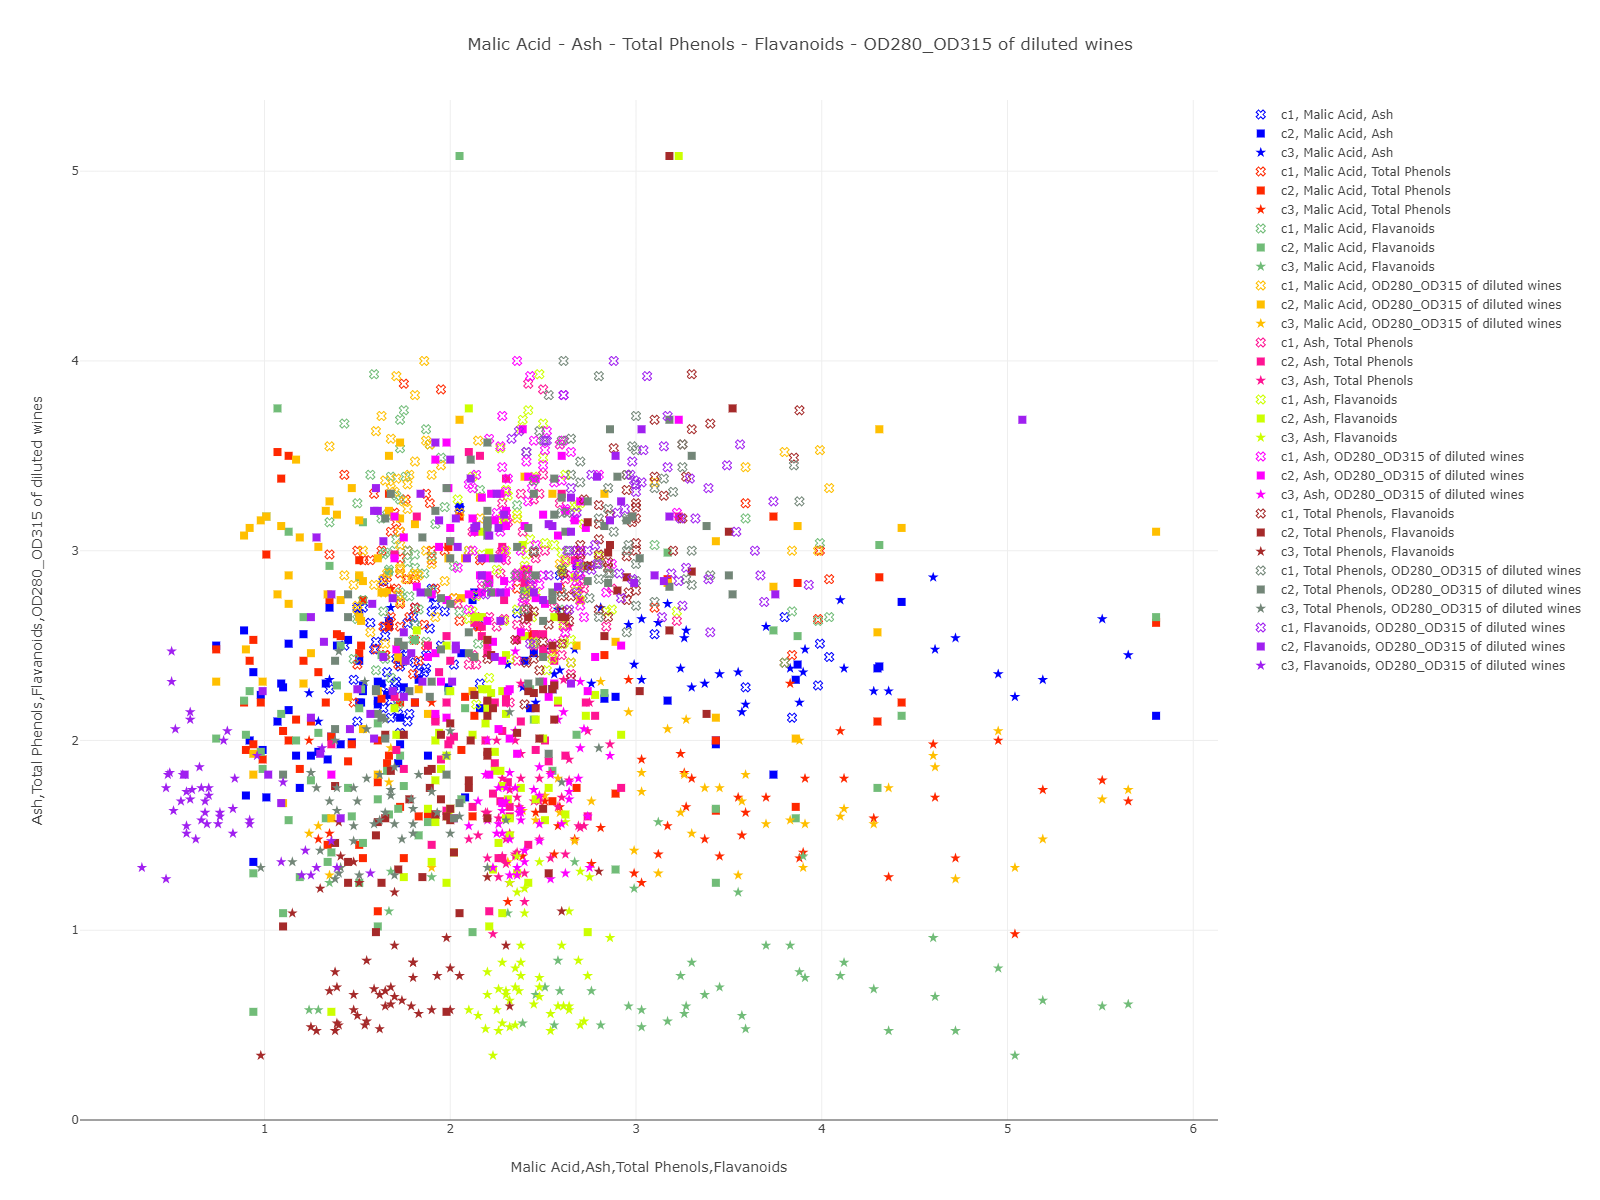 Malic Acid - Ash - Total Phenols - Flavanoids - OD280_OD315 of diluted wines
Ash,Total Phenols,Flavanoids,OD280_OD315 of diluted wines
5
4
3
2
1
0
1 2 3 4 5 6
Malic Acid,Ash,Total Phenols,Flavanoids
c1, Malic Acid, Ash
c2, Malic Acid, Ash
c3, Malic Acid, Ash
c1, Malic Acid, Total Phenols
c2, Malic Acid, Total Phenols
c3, Malic Acid, Total Phenols
c1, Malic Acid, Flavanoids
c2, Malic Acid, Flavanoids
c3, Malic Acid, Flavanoids
c1, Malic Acid, OD280_OD315 of diluted wines
c2, Malic Acid, OD280_OD315 of diluted wines
c3, Malic Acid, OD280_OD315 of diluted wines
c1, Ash, Total Phenols
c2, Ash, Total Phenols
c3, Ash, Total Phenols
c1, Ash, Flavanoids
c2, Ash, Flavanoids
c3, Ash, Flavanoids
c1, Ash, OD280_OD315 of diluted wines
c2, Ash, OD280_OD315 of diluted wines
c3, Ash, OD280_OD315 of diluted wines
c1, Total Phenols, Flavanoids
c2, Total Phenols, Flavanoids
c3, Total Phenols, Flavanoids
c1, Total Phenols, OD280_OD315 of diluted wines
c2, Total Phenols, OD280_OD315 of diluted wines
c3, Total Phenols, OD280_OD315 of diluted wines
c1, Flavanoids, OD280_OD315 of diluted wines
c2, Flavanoids, OD280_OD315 of diluted wines
c3, Flavanoids, OD280_OD315 of diluted wines